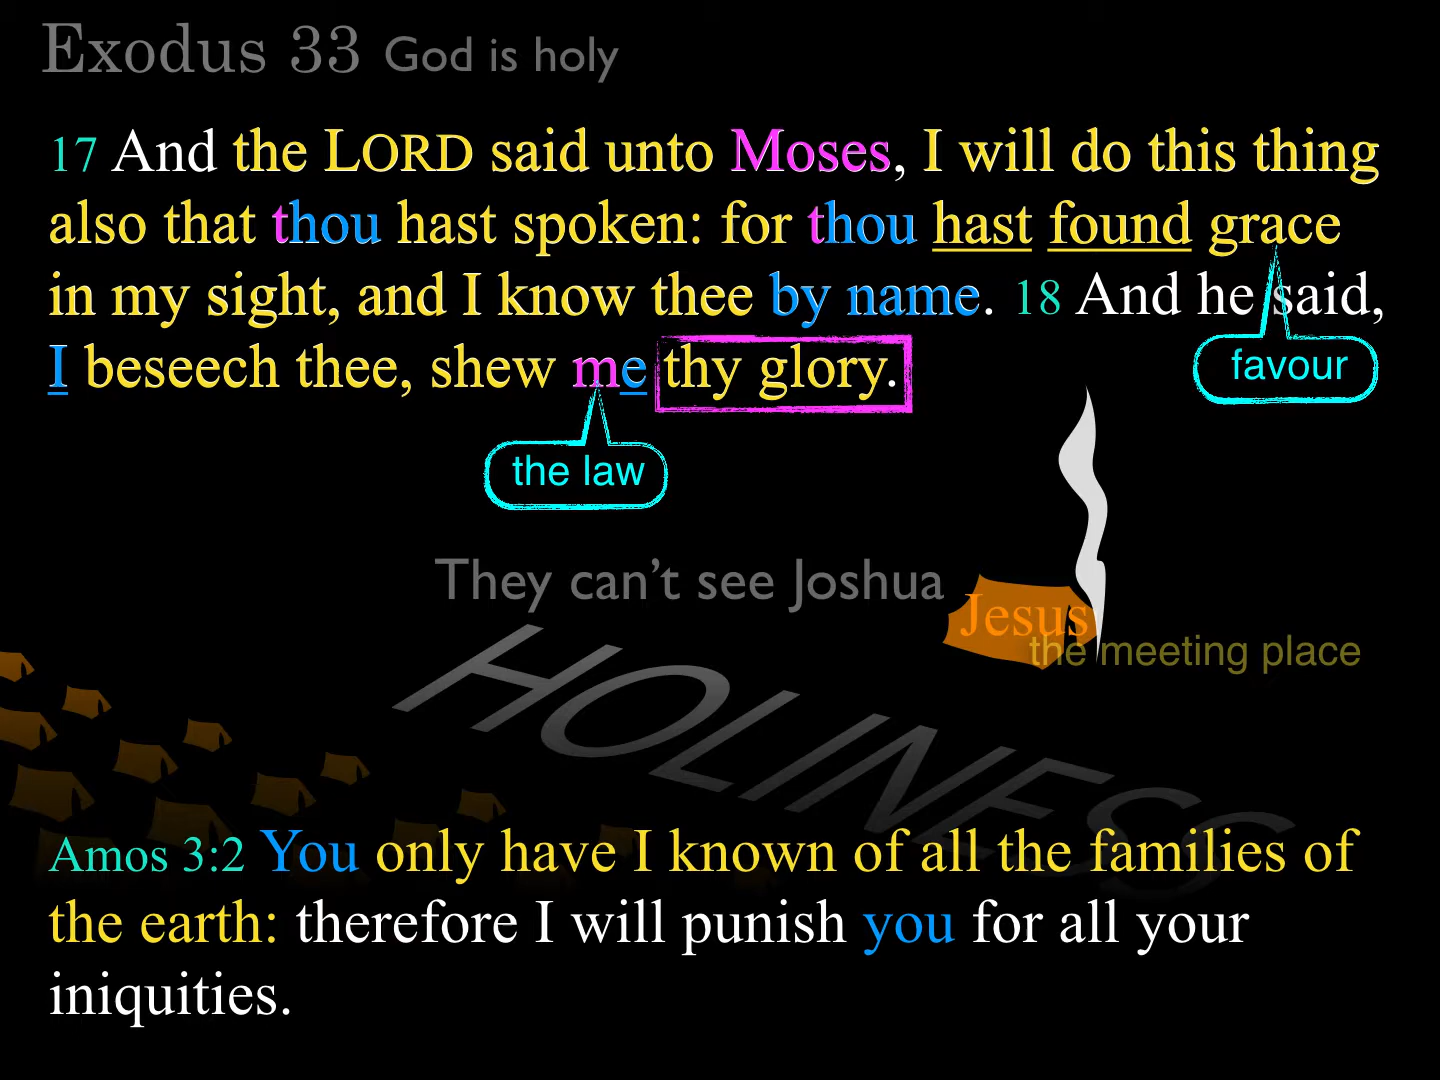 Exodus 33 God is holy
17 And the LORD said unto Moses, I will do this thing
also that thou hast spoken: for thou hast found grace
in my sight, and I know thee by name. 18 And he said,
I beseech thee, shew me thy glory.
favour
the law
They can’t see Joshua
Jesus
the meeting place
HOLINESS
Amos 3:2 You only have I known of all the families of
the earth: therefore I will punish you for all your
iniquities.